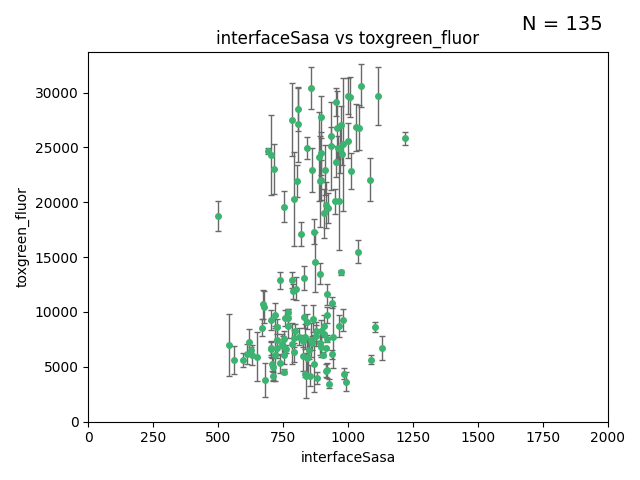 N = 135
interfaceSasa vs toxgreen_fluor
toxgreen_fluor
30000
25000
20000
15000
10000
5000
0
0 250 500 750 1000 1250 1500 1750 2000
interfaceSasa